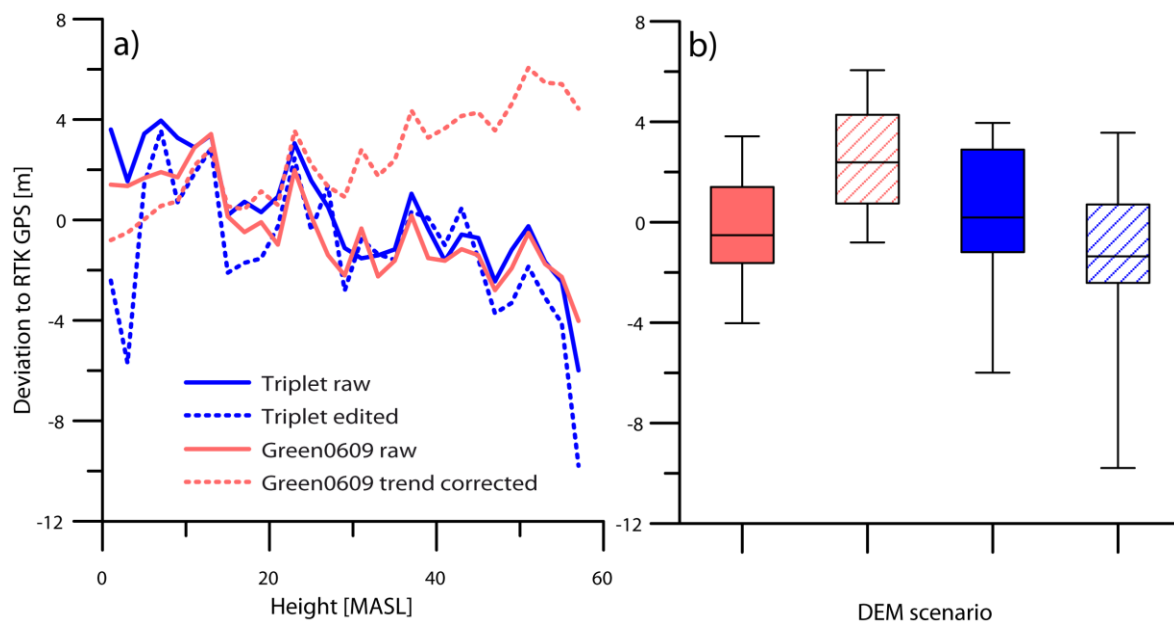 a)
8
4
0
-4
-8
-12
Deviation to RTK GPS [m]
Triplet raw
Triplet edited
Green0609 raw
Green0609 trend corrected
0
20
40
60
Height [MASL]
b)
8
4
0
-4
-8
-12
DEM scenario